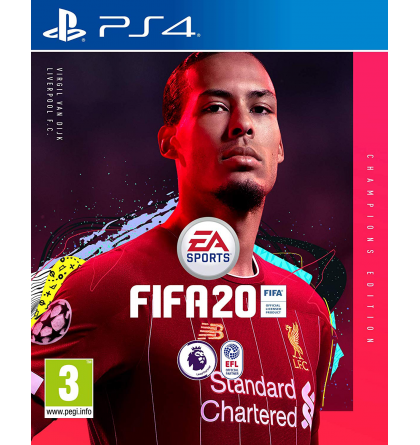 PS4
VIRGIL VAN DIJK
LIVERPOOL F.C.
CHAMPIONS EDITION
EA
SPORTS
FIFA 20
FIFA
OFFICIAL
LICENSED
PRODUCT
L.F.C.
EFL
OFFICIAL
PARTNER
Standard
Chartered
3
www.pegi.info